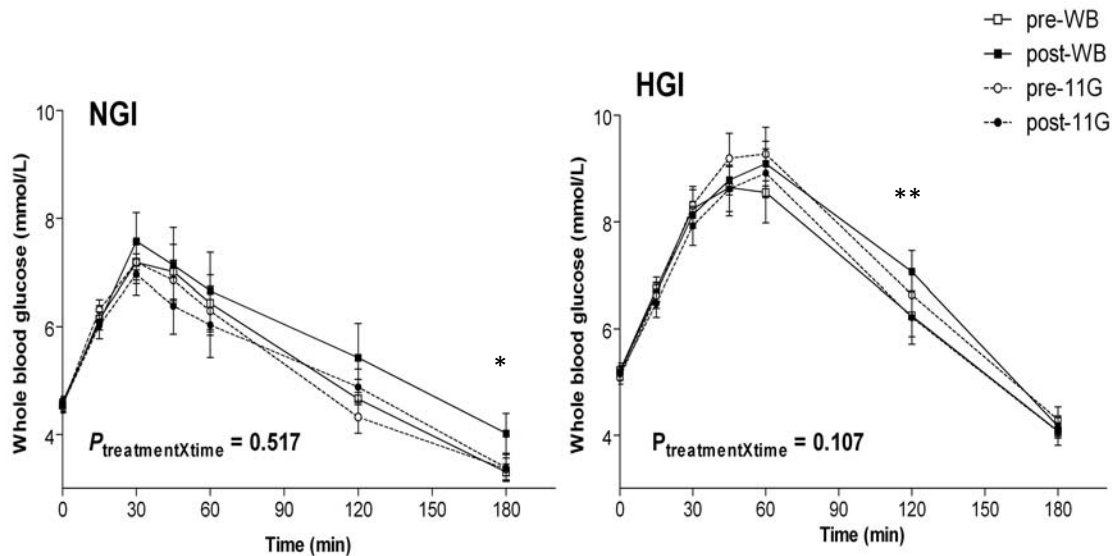 pre-WB
post-WB
pre-11G
post-11G
NGI
Whole blood glucose (mmol/L)
10
8
6
4
*
PtreatmentXtime = 0.517
0 30 60 90 120 150 180
Time (min)
HGI
Whole blood glucose (mmol/L)
10
8
6
4
**
PtreatmentXtime = 0.107
0 30 60 90 120 150 180
Time (min)